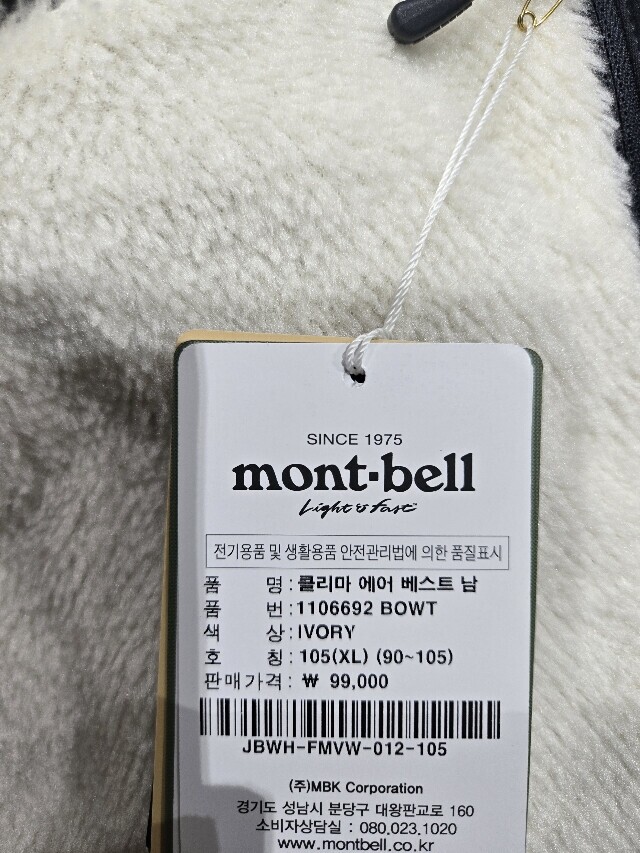 SINCE 1975
mont·bell
Light & Fast
전기용품 및 생활용품 안전관리법에 의한 품질표시
품 명 : 콜리마 에어 베스트 남
품 번 : 1106692 BOWT
색 상 : IVORY
호 칭 : 105(XL) (90~105)
판매가격 : ₩ 99,000
JBWH-FMVW-012-105
(주)MBK Corporation
경기도 성남시 분당구 대왕판교로 160
소비자상담실 : 080.023.1020
www.montbell.co.kr